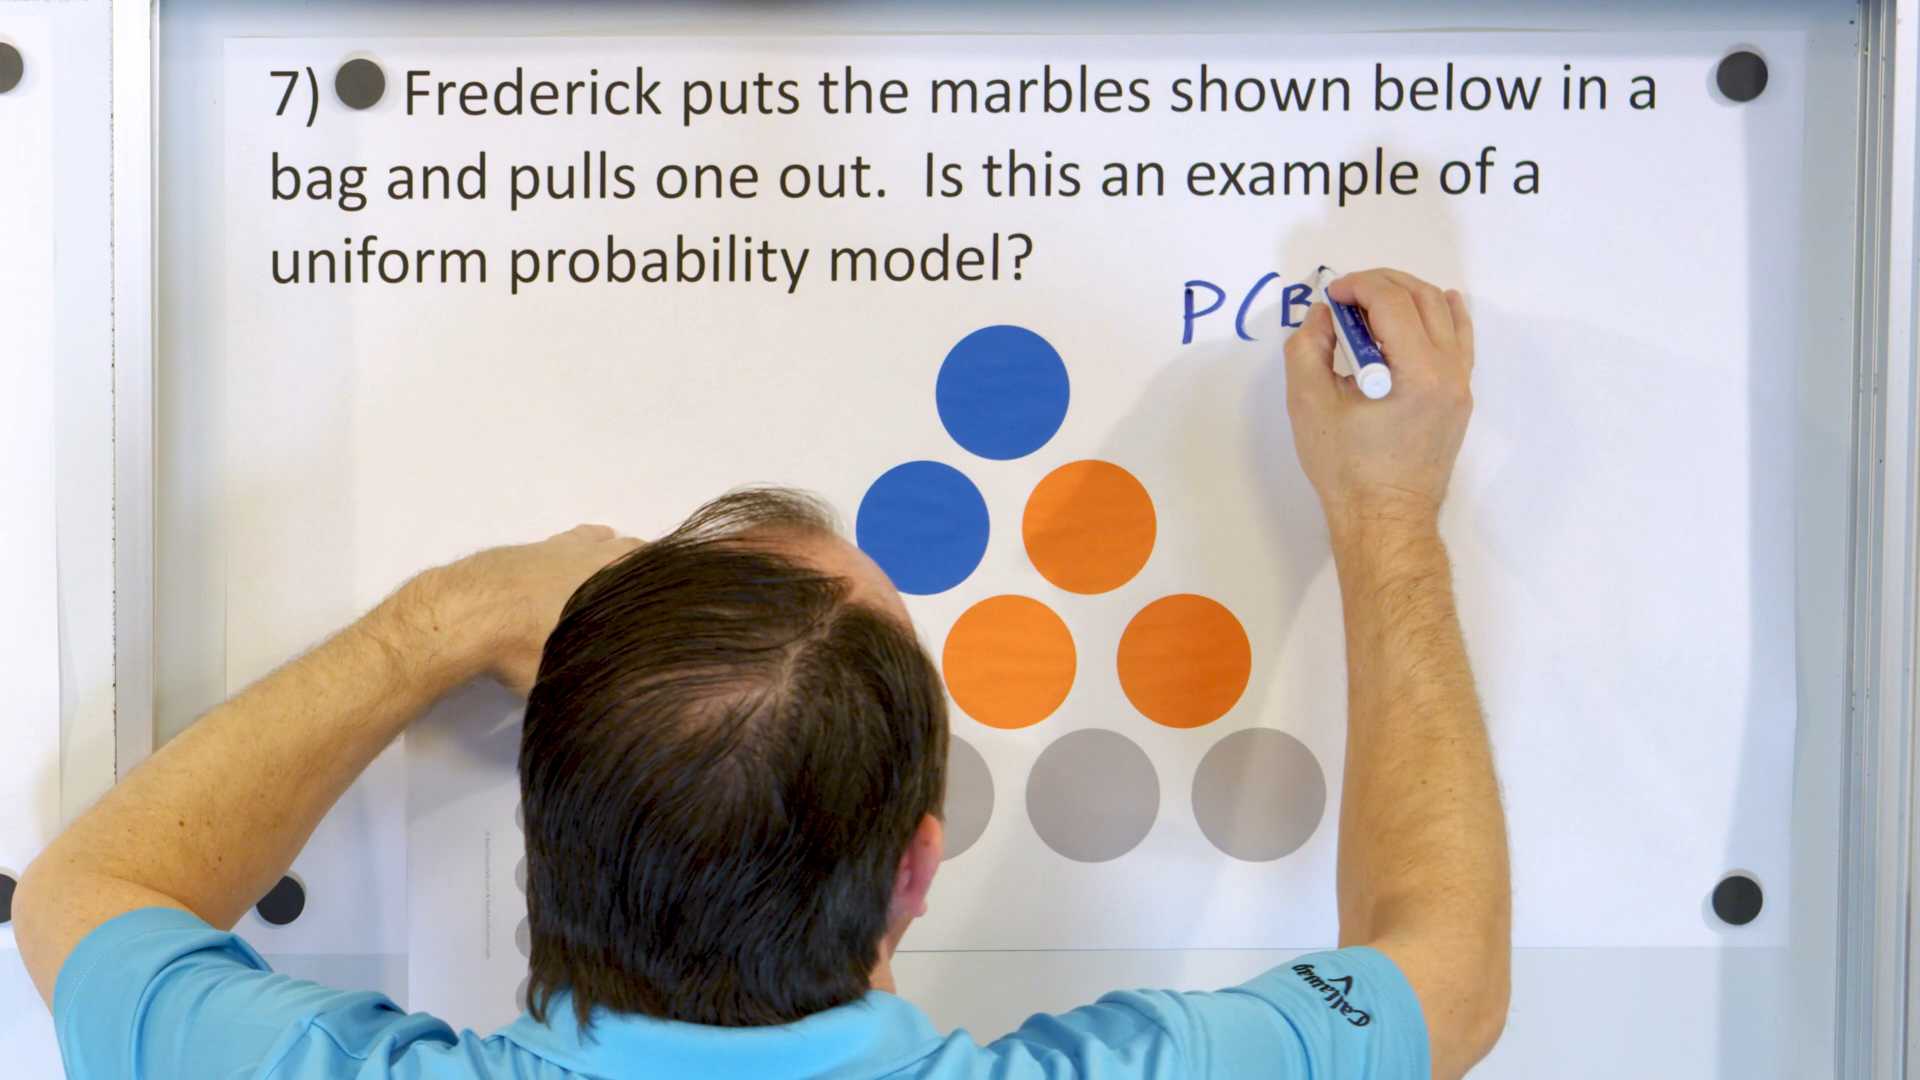 7) Frederick puts the marbles shown below in a
bag and pulls one out. Is this an example of a
uniform probability model?
P(B
Callaway